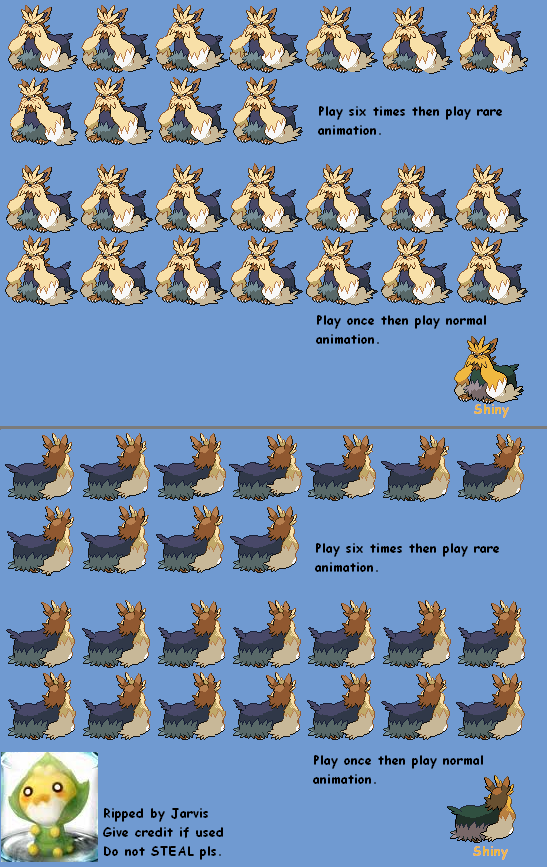 Play six times then play rare
animation.
Play once then play normal
animation.
Shiny
Play six times then play rare
animation.
Play once then play normal
animation.
Ripped by Jarvis
Give credit if used
Do not STEAL pls.
Shiny